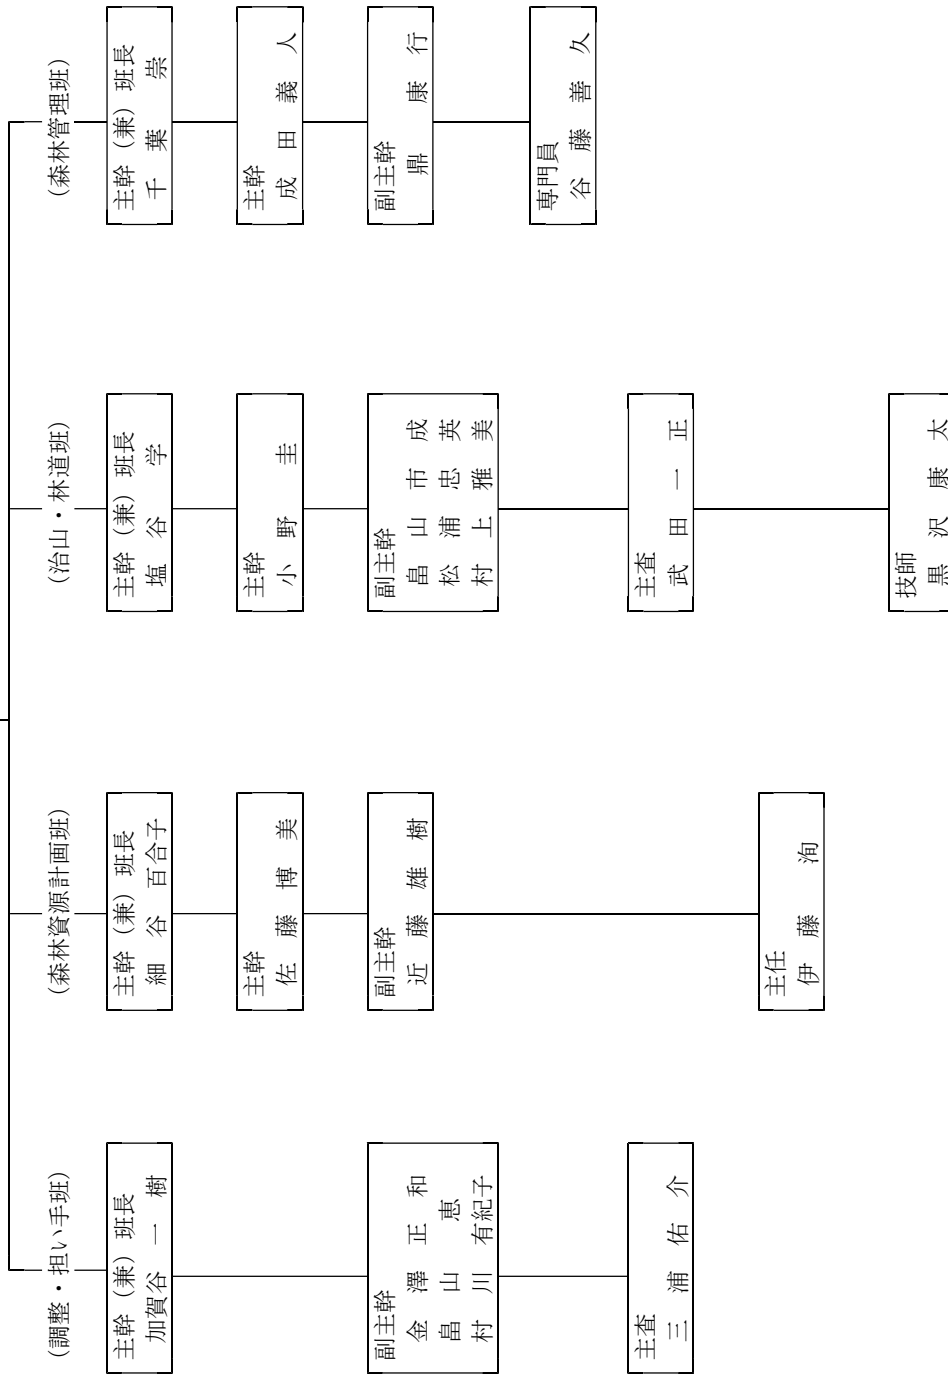 (調整・担い手班)
主幹（兼）班長
加賀谷 一 樹
副主幹
金 澤 正 和
畠 山 恵
村 川 有紀子
主査
三 浦 佑 介
(森林資源計画班)
主幹（兼）班長
細 谷 百合子
主幹
佐 藤 博 美
副主幹
近 藤 雄 樹
主任
伊 藤 洵
(治山・林道班)
主幹（兼）班長
塩 谷 学
主幹
小 野 圭
副主幹
畠 山 市 成
松 浦 忠 英
村 上 雅 美
主査
武 田 一 正
技師
黒 沢 康 太
(森林管理班)
主幹（兼）班長
千 葉 崇
主幹
成 田 義 人
副主幹
鼎 康 行
専門員
谷 藤 善 久